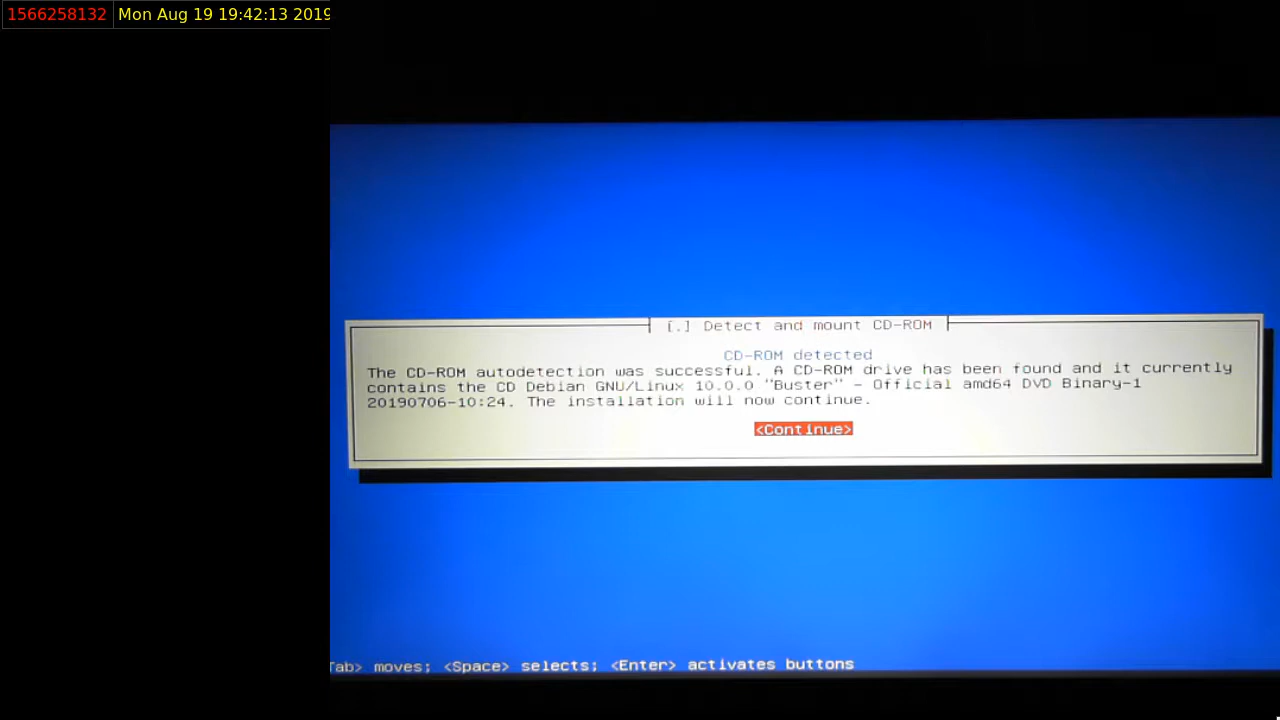 1566258132 Mon Aug 19 19:42:13 2019
[.] Detect and mount CD-ROM
CD-ROM detected
The CD-ROM autodetection was successful. A CD-ROM drive has been found and it currently
contains the CD Debian GNU/Linux 10.0.0 "Buster" - Official amd64 DVD Binary-1
20190706-10:24. The installation will now continue.
<Continue>
Tab> moves; <Space> selects; <Enter> activates buttons